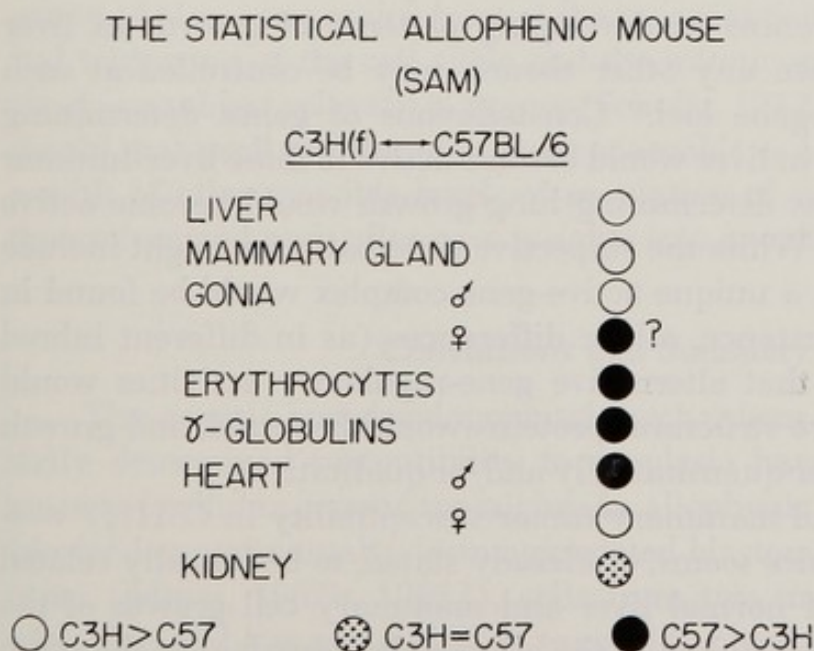 THE STATISTICAL ALLOPHENIC MOUSE
(SAM)
C3H(f)⟷C57BL/6
LIVER ○
MAMMARY GLAND ○
GONIA ♂ ○
♀ ●?
ERYTHROCYTES ●
γ-GLOBULINS ●
HEART ♂ ●
♀ ○
KIDNEY
○ C3H>C57 C3H=C57 ● C57>C3H